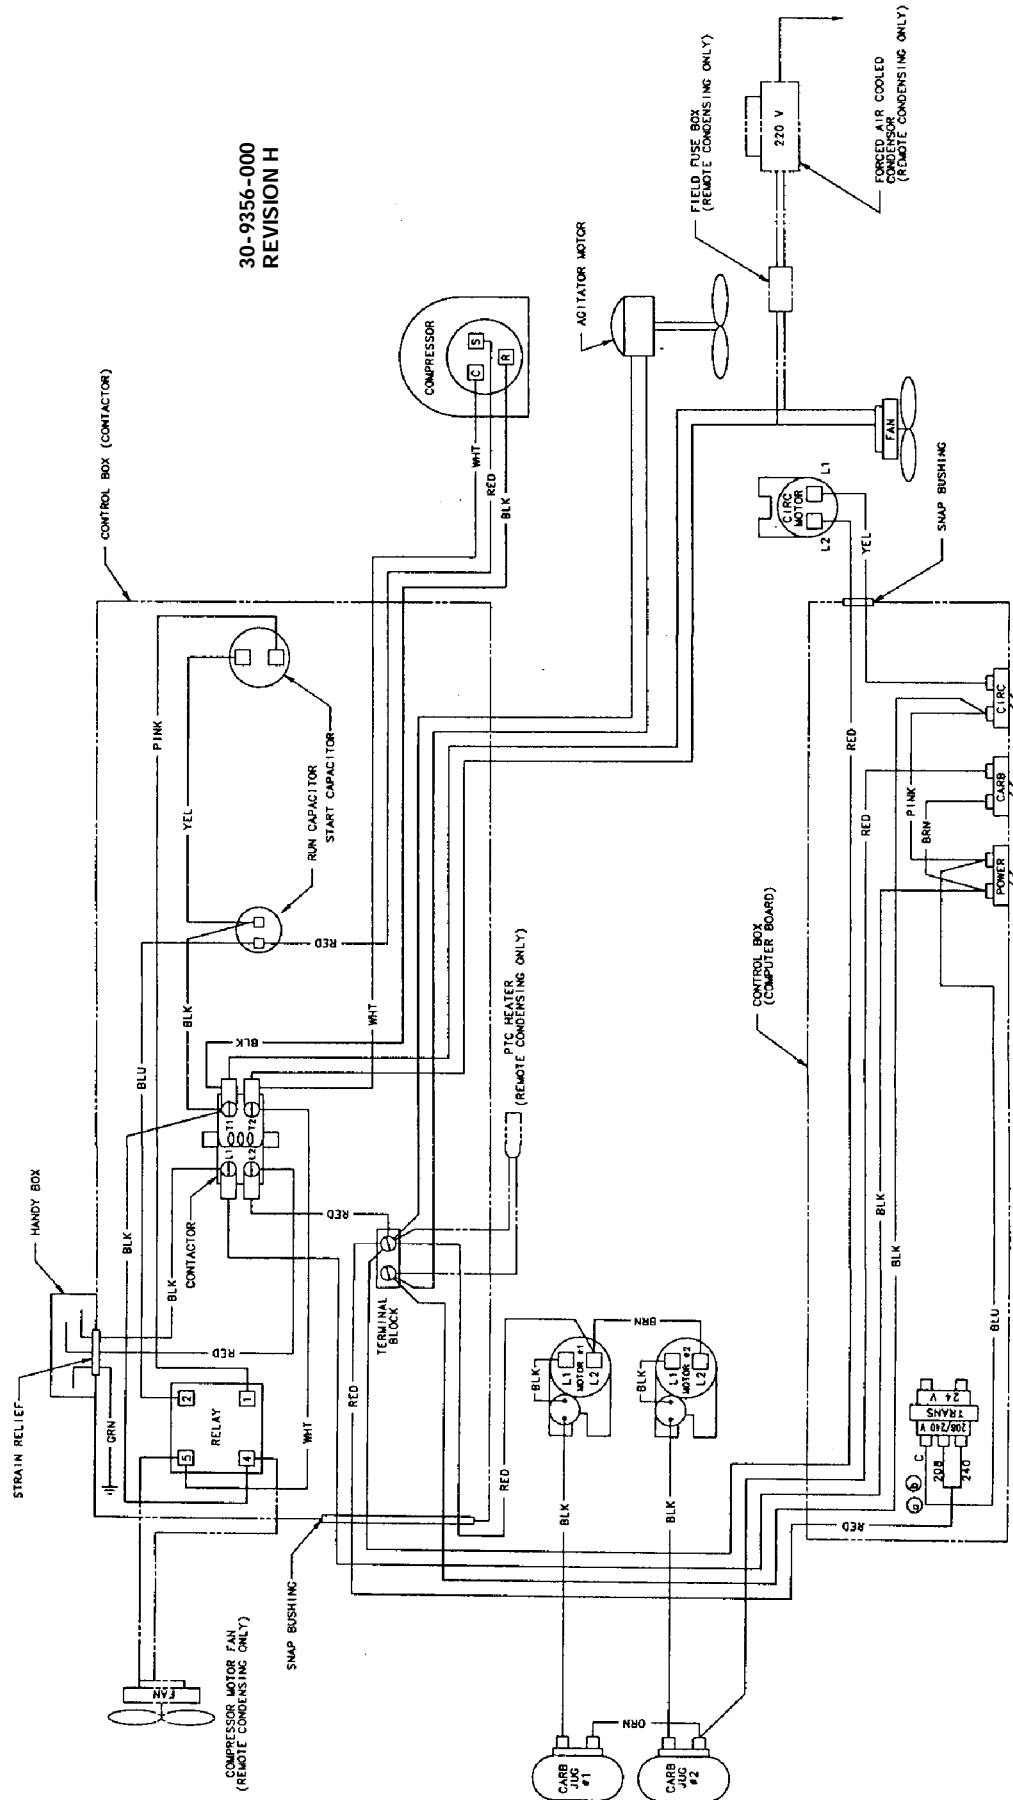 30-9356-000
REVISION H
STRAIN RELIEF
HANDY BOX
CONTROL BOX (CONTACTOR)
GRN
BLK
RED
BLK
CONTACTOR
BLU
BLK
YEL
PINK
RELAY
2
1
5
4
WHT
L1
L2
T1
T2
BLK
RED
WHT
RUN CAPACITOR
START CAPACITOR
COMPRESSOR
C
S
R
WHT
RED
BLK
COMPRESSOR MOTOR FAN
(REMOTE CONDENSING ONLY)
FAN
SNAP BUSHING
TERMINAL
BLOCK
RED
RED
PTC HEATER
(REMOTE CONDENSING ONLY)
AGITATOR MOTOR
FIELD FUSE BOX
(REMOTE CONDENSING ONLY)
220 V
FORCED AIR COOLED
CONDENSOR
(REMOTE CONDENSING ONLY)
FAN
CIRC
MOTOR
L1
L2
YEL
SNAP BUSHING
RED
RED
RED
BLK
BLK
L1
MOTOR #1
L2
BRN
BLK
BLK
L1
MOTOR #2
L2
CARB
JUG
#1
ORN
CARB
JUG
#2
CONTROL BOX
(COMPUTER BOARD)
BLK
BLK
PINK
BRN
CIRC
CARB
POWER
BLU
24 V
TRANS
208/240 V
C
208
240
a
b
RED